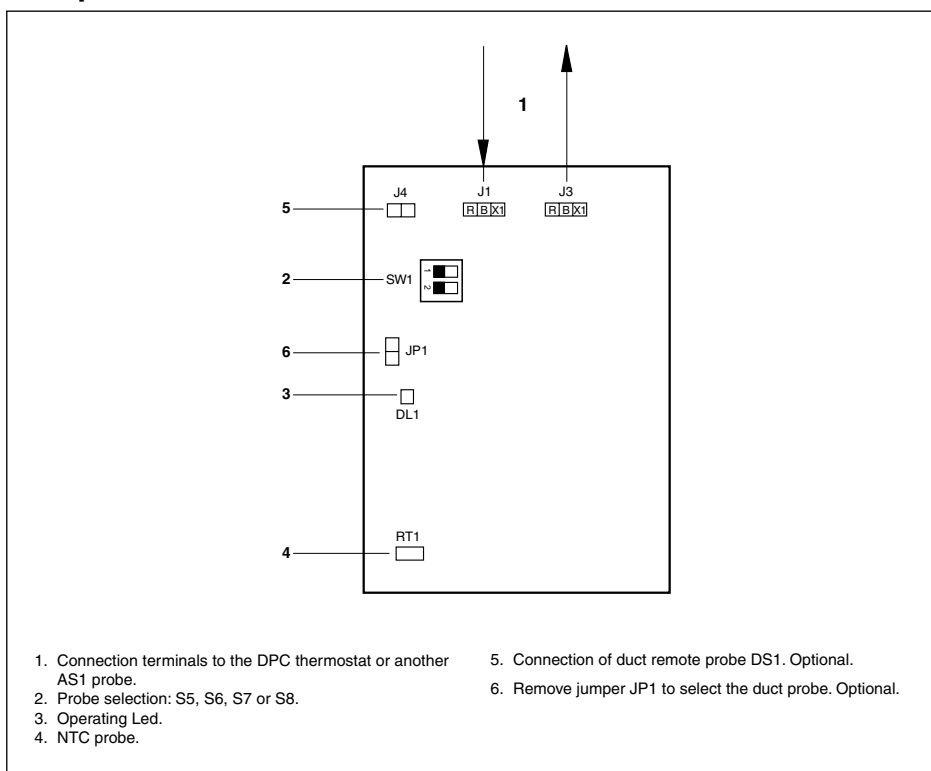 1
J4 J1 J3
5 R B X1 R B X1
2 SW1 1
2
6 JP1
3
DL1
RT1
4
1. Connection terminals to the DPC thermostat or another
AS1 probe.
2. Probe selection: S5, S6, S7 or S8.
3. Operating Led.
4. NTC probe.
5. Connection of duct remote probe DS1. Optional.
6. Remove jumper JP1 to select the duct probe. Optional.